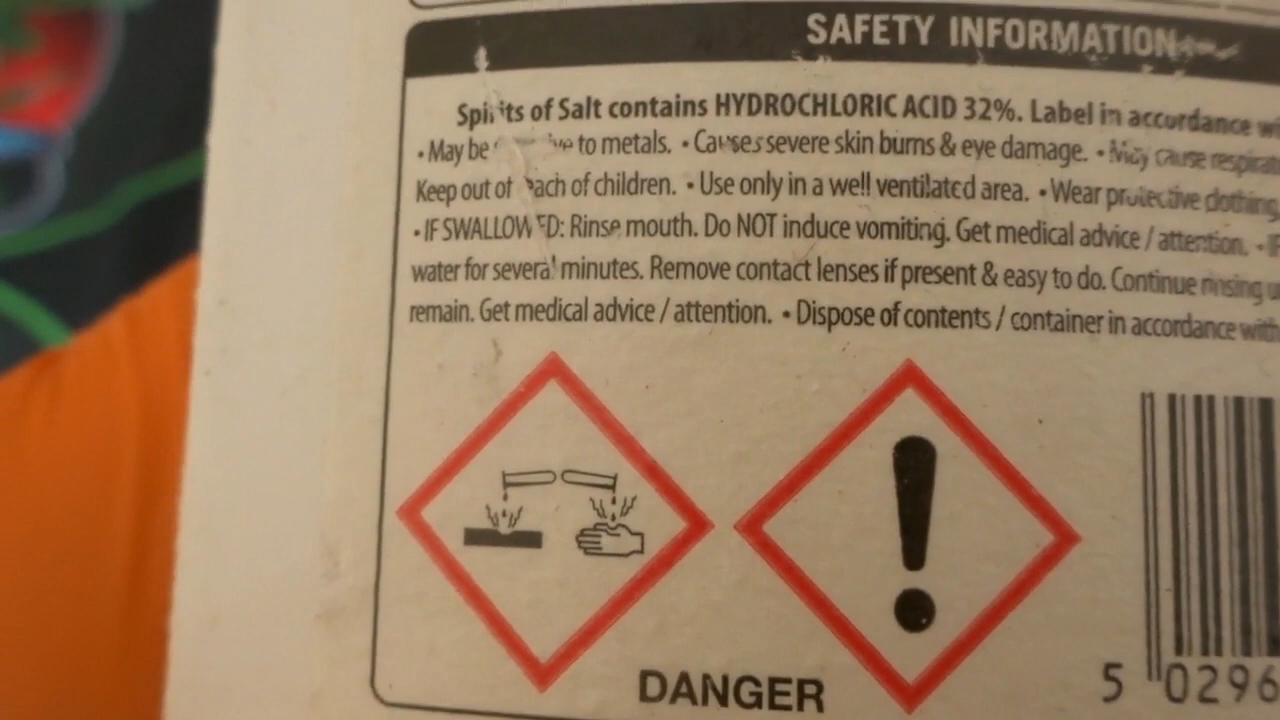 SAFETY INFORMATION
Spirits of Salt contains HYDROCHLORIC ACID 32%. Label in accordance
• May be to metals. • Causes severe skin burns & eye damage. • May cause
Keep out of reach of children. • Use only in a well ventilated area. • Wear protective clothing
• IF SWALLOWED: Rinse mouth. Do NOT induce vomiting. Get medical advice / attention. •
water for several minutes. Remove contact lenses if present & easy to do. Continue rinsing
remain. Get medical advice / attention. • Dispose of contents / container in accordance with
DANGER
5 0296